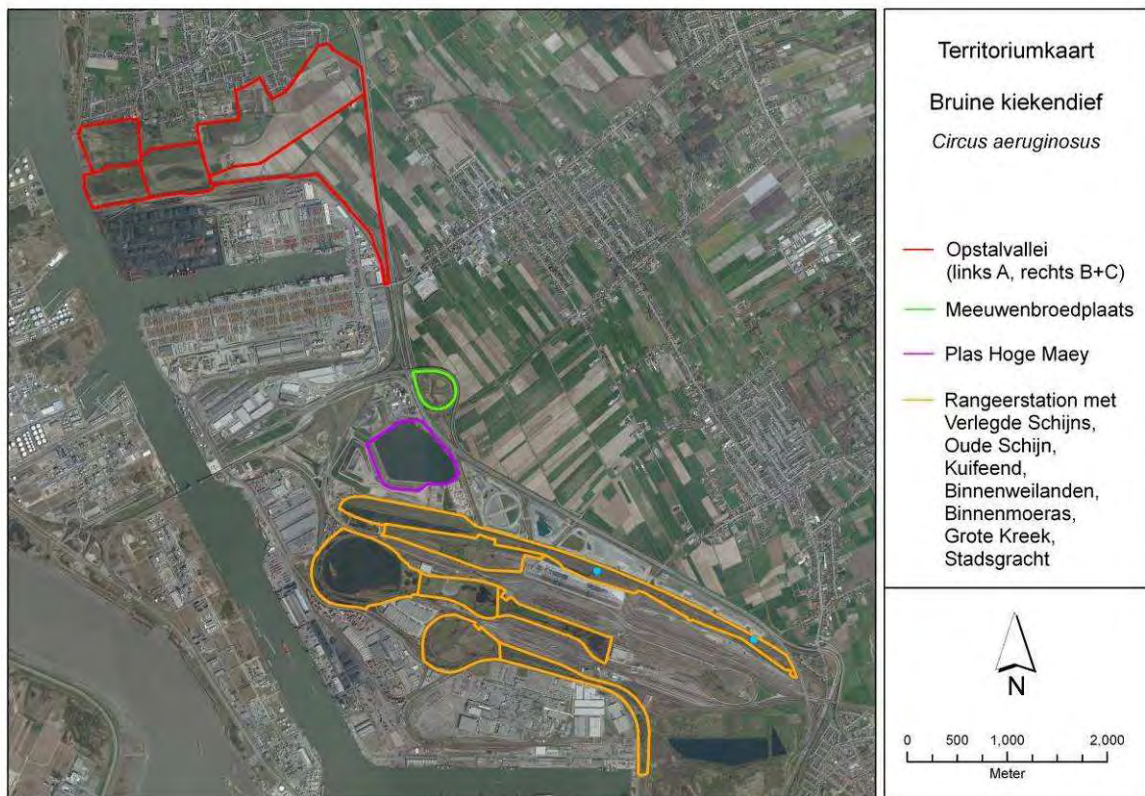 Territoriumkaart
Bruine kiekendief
Circus aeruginosus
Opstalvallei
(links A, rechts B+C)
Meeuwenbroedplaats
Plas Hoge Maey
Rangeerstation met
Verlegde Schijns,
Oude Schijn,
Kuifeend,
Binnenweilanden,
Binnenmoeras,
Grote Kreek,
Stadsgracht
N
0 500 1,000 2,000
Meter